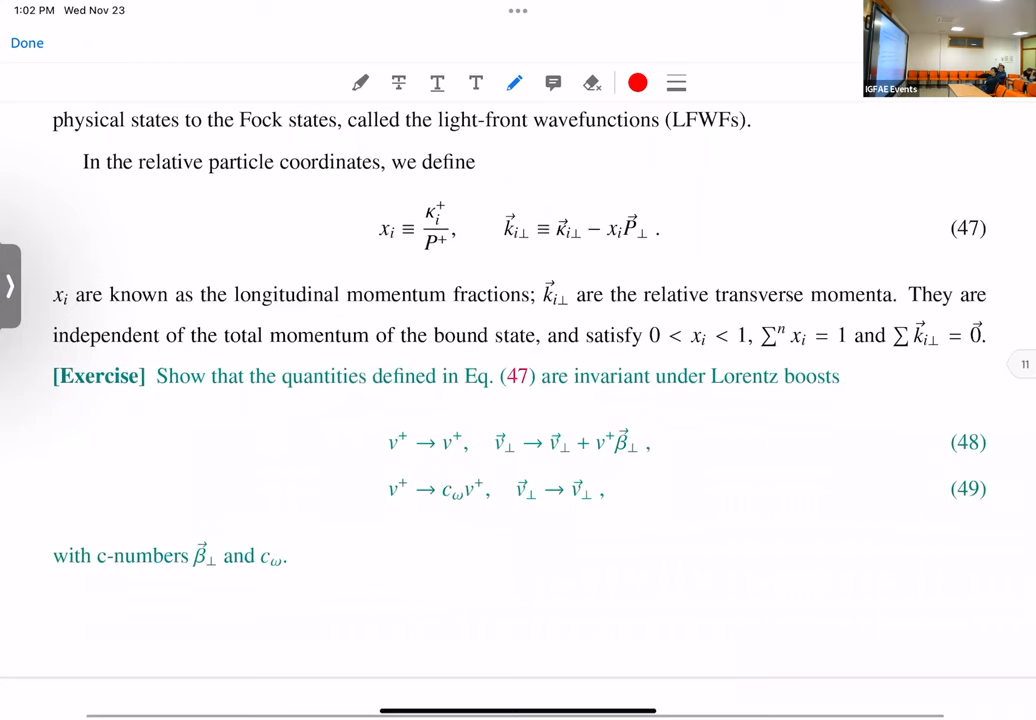 1:02 PM Wed Nov 23
Done
IGFAE Events
physical states to the Fock states, called the light-front wavefunctions (LFWFs).
In the relative particle coordinates, we define
xᵢ ≡ κᵢ⁺/P⁺, k⃗ᵢ⊥ ≡ κ⃗ᵢ⊥ − xᵢP⃗⊥ . (47)
xᵢ are known as the longitudinal momentum fractions; k⃗ᵢ⊥ are the relative transverse momenta. They are
independent of the total momentum of the bound state, and satisfy 0 < xᵢ < 1, ∑ⁿ xᵢ = 1 and ∑ k⃗ᵢ⊥ = 0⃗.
11
[Exercise] Show that the quantities defined in Eq. (47) are invariant under Lorentz boosts
v⁺ → v⁺, v⃗⊥ → v⃗⊥ + v⁺β⃗⊥ , (48)
v⁺ → c_ω v⁺, v⃗⊥ → v⃗⊥ , (49)
with c-numbers β⃗⊥ and c_ω.